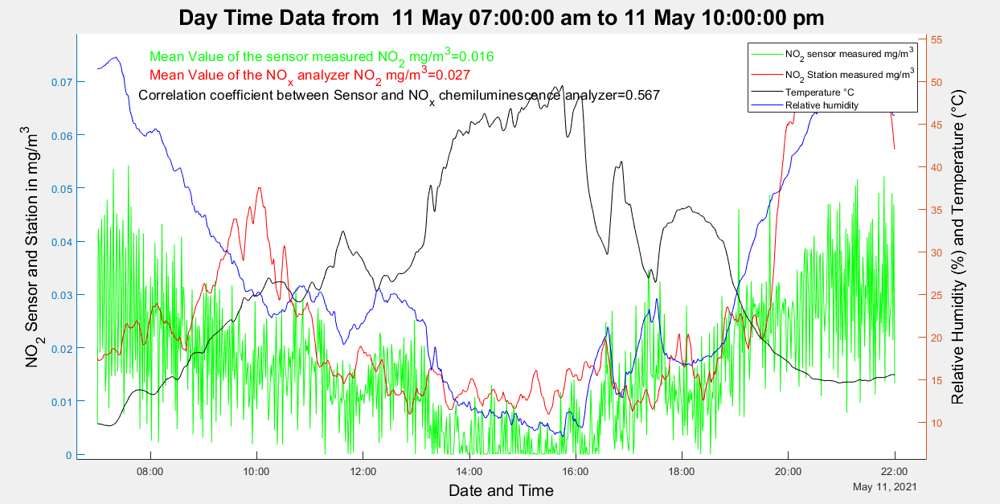 Day Time Data from  11 May 07:00:00 am to 11 May 10:00:00 pm
Mean Value of the sensor measured NO2 mg/m3=0.016
Mean Value of the NOx analyzer NO2 mg/m3=0.027
Correlation coefficient between Sensor and NOx chemiluminescence analyzer=0.567
NO2 sensor measured mg/m3
NO2 Station measured mg/m3
Temperature °C
Relative humidity
NO2 Sensor and Station in mg/m3
0.07
0.06
0.05
0.04
0.03
0.02
0.01
0
55
50
45
40
35
30
25
20
15
10
Relative Humidity (%) and Temperature (°C)
08:00
10:00
12:00
14:00
16:00
18:00
20:00
22:00
May 11, 2021
Date and Time